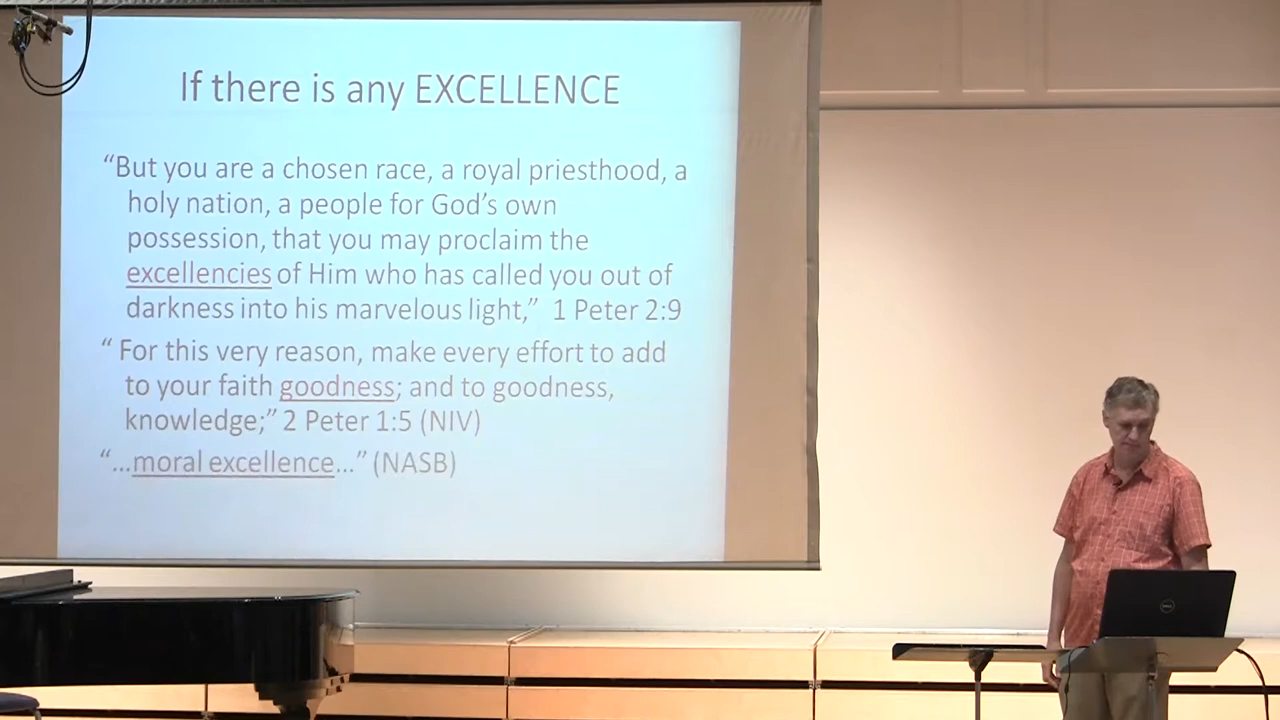 If there is any EXCELLENCE
“But you are a chosen race, a royal priesthood, a
holy nation, a people for God’s own
possession, that you may proclaim the
excellencies of Him who has called you out of
darkness into his marvelous light,” 1 Peter 2:9
“ For this very reason, make every effort to add
to your faith goodness; and to goodness,
knowledge;” 2 Peter 1:5 (NIV)
“…moral excellence…” (NASB)
DELL